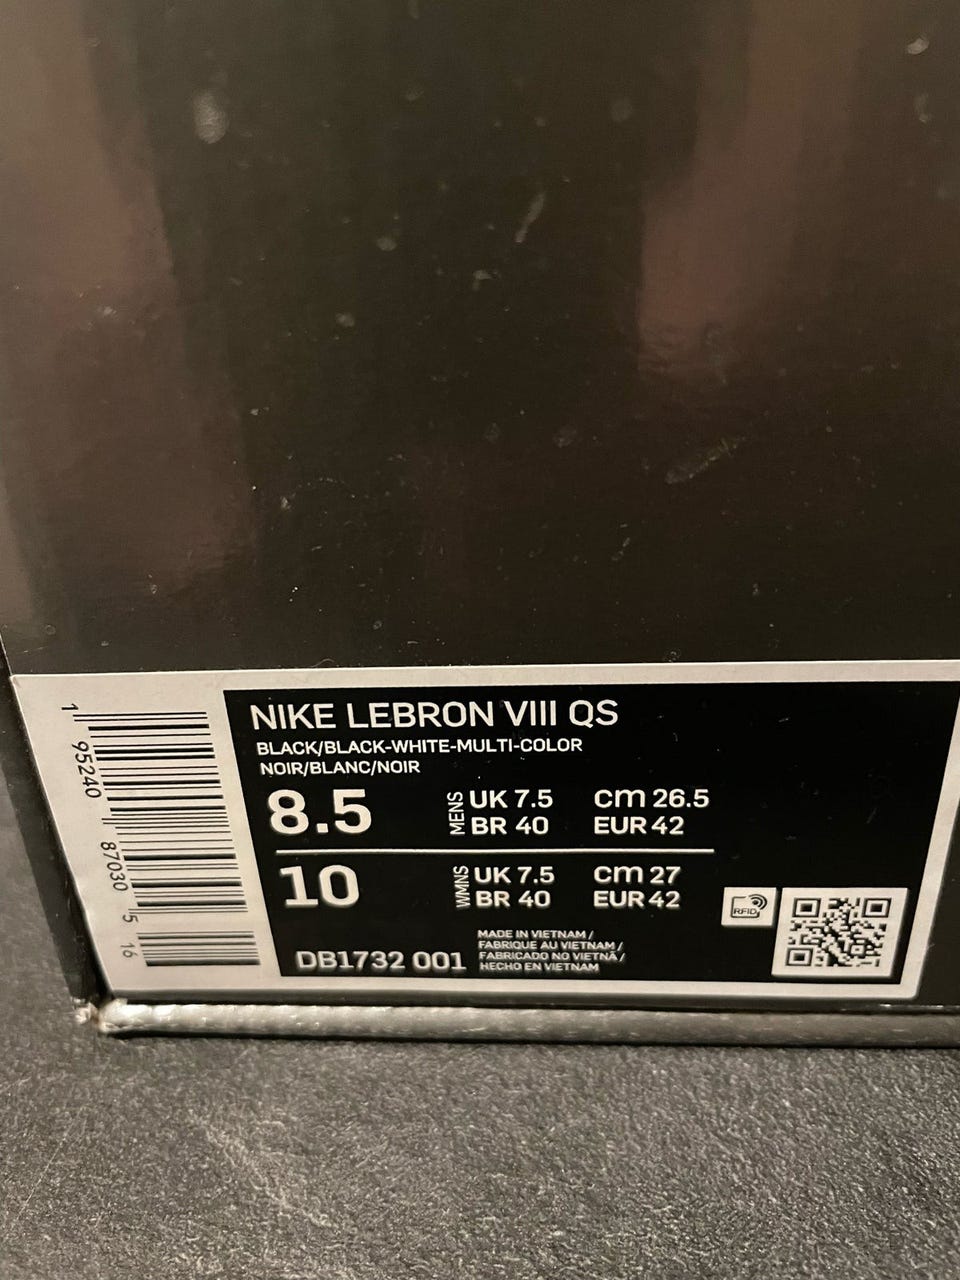 NIKE LEBRON VIII QS
BLACK/BLACK-WHITE-MULTI-COLOR
NOIR/BLANC/NOIR
8.5 MENS UK 7.5 cm 26.5
BR 40 EUR 42
10 WMNS UK 7.5 cm 27
BR 40 EUR 42
RFID
DB1732 001
MADE IN VIETNAM /
FABRIQUE AU VIETNAM /
FABRICADO NO VIETNÃ /
HECHO EN VIETNAM
1 95240 87030 5 16